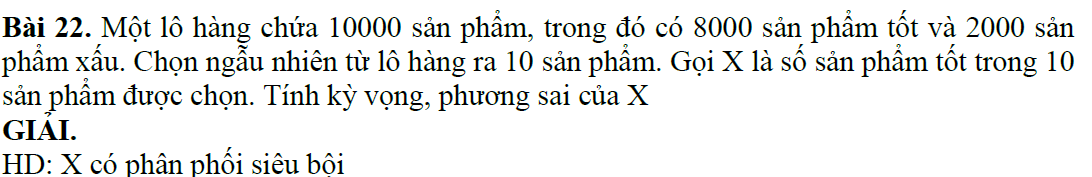 Bài 22. Một lô hàng chứa 10000 sản phẩm, trong đó có 8000 sản phẩm tốt và 2000 sản
phẩm xấu. Chọn ngẫu nhiên từ lô hàng ra 10 sản phẩm. Gọi X là số sản phẩm tốt trong 10
sản phẩm được chọn. Tính kỳ vọng, phương sai của X
GIẢI.
HD: X có phân phối siêu bội